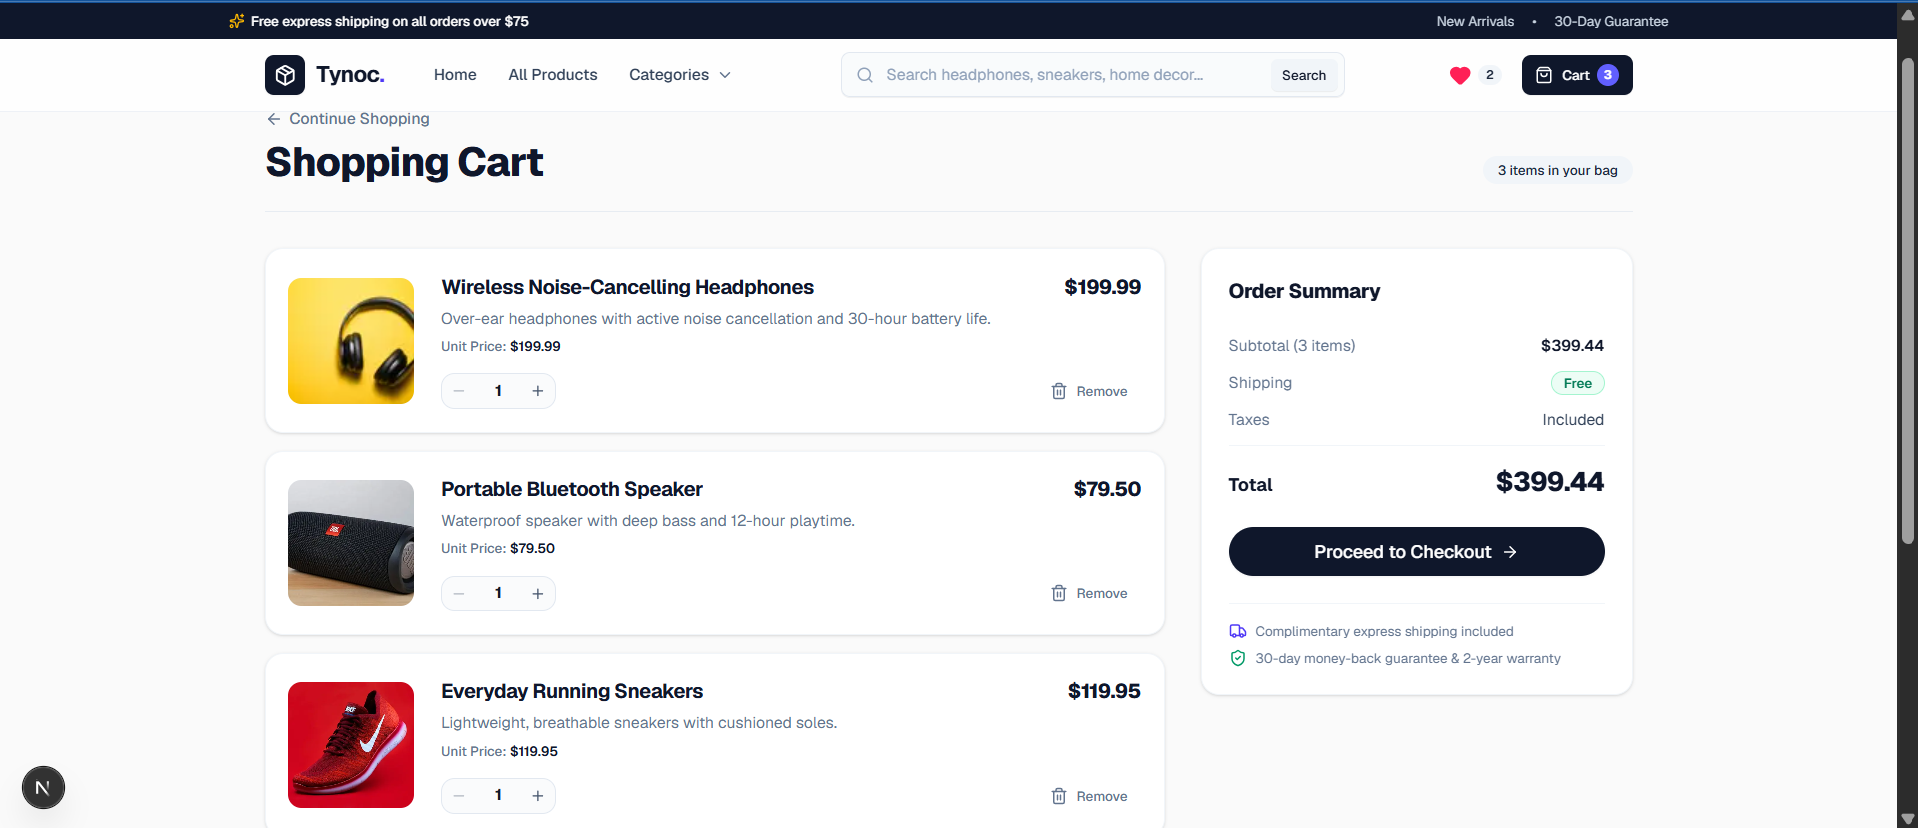 Free express shipping on all orders over $75
New Arrivals • 30-Day Guarantee
Tynoc.
Home
All Products
Categories
Search headphones, sneakers, home decor...
Search
2
Cart 3
Continue Shopping
Shopping Cart
3 items in your bag
Wireless Noise-Cancelling Headphones
$199.99
Over-ear headphones with active noise cancellation and 30-hour battery life.
Unit Price: $199.99
− 1 +
Remove
Portable Bluetooth Speaker
$79.50
Waterproof speaker with deep bass and 12-hour playtime.
Unit Price: $79.50
− 1 +
Remove
JBL
Everyday Running Sneakers
$119.95
Lightweight, breathable sneakers with cushioned soles.
Unit Price: $119.95
− 1 +
Remove
Order Summary
Subtotal (3 items) $399.44
Shipping Free
Taxes Included
Total $399.44
Proceed to Checkout
Complimentary express shipping included
30-day money-back guarantee & 2-year warranty
N